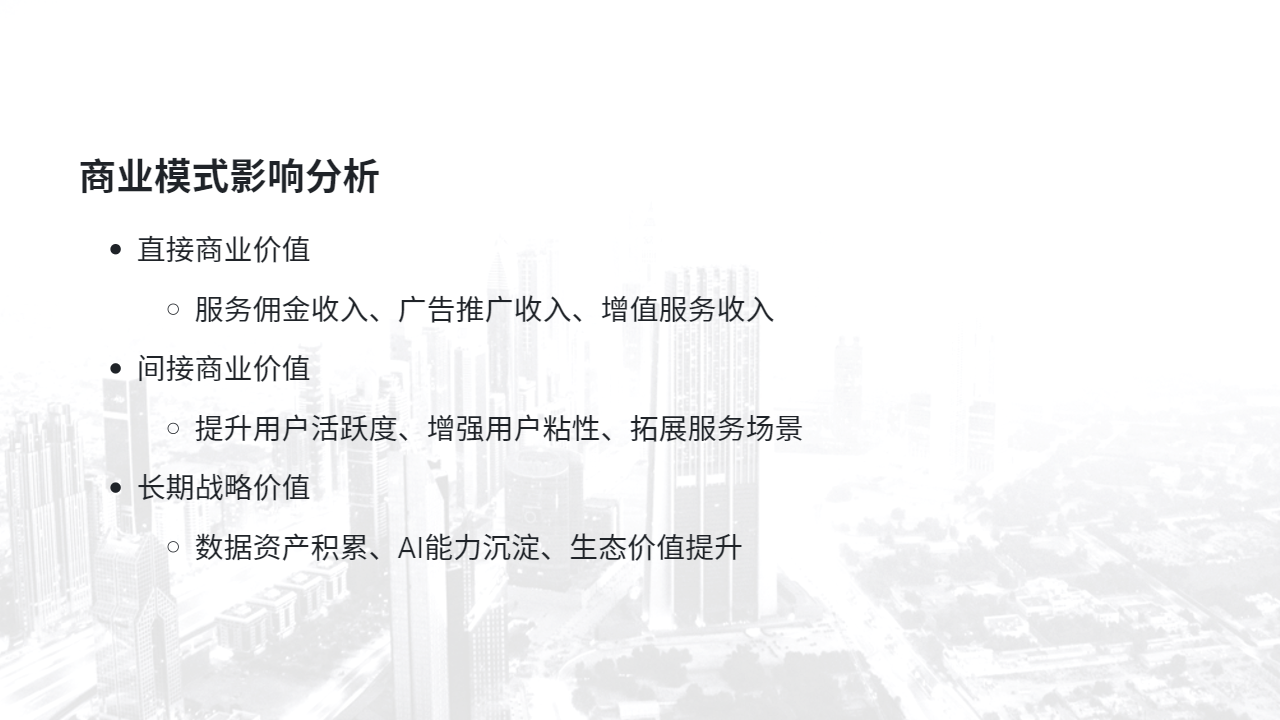 商业模式影响分析
直接商业价值
服务佣金收入、广告推广收入、增值服务收入
间接商业价值
提升用户活跃度、增强用户粘性、拓展服务场景
长期战略价值
数据资产积累、AI能力沉淀、生态价值提升